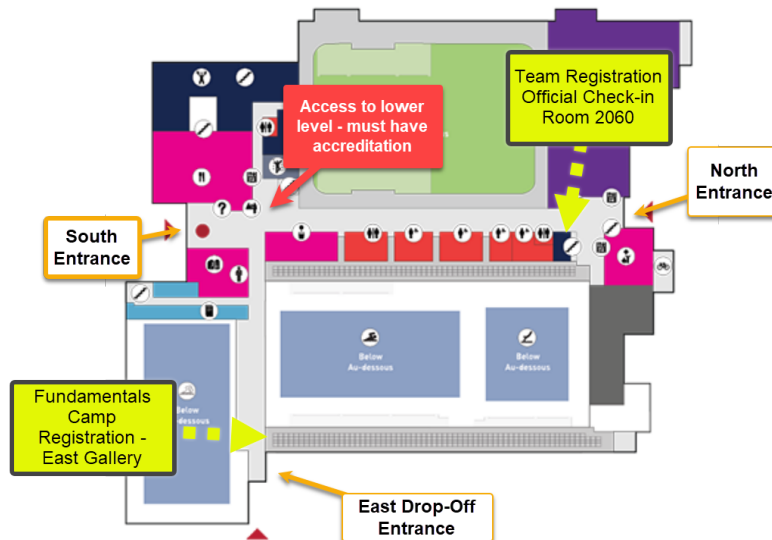 Team Registration
Official Check-in
Room 2060
Access to lower
level - must have
accreditation
North
Entrance
South
Entrance
?
Below
Au-dessous
Below
Au-dessous
Fundamentals
Camp
Registration -
East Gallery
East Drop-Off
Entrance